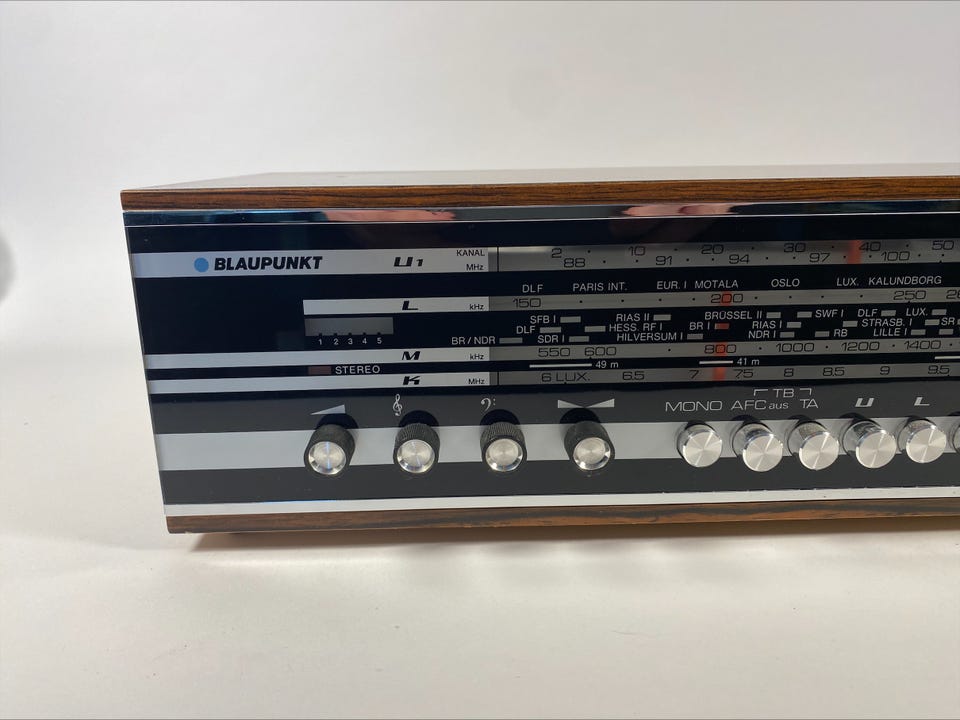 BLAUPUNKT U1 KANAL 2 10 20 30 40 50
MHz 88 91 94 97 100
DLF PARIS INT. EUR. I MOTALA OSLO LUX. KALUNDBORG
L kHz 150 200 250
SFB I RIAS II BRÜSSEL II SWF I DLF LUX.
DLF HESS. RF I BR I RIAS I STRASB. I SR
BR / NDR SDR I HILVERSUM I NDR I RB LILLE I
1 2 3 4 5
M kHz 550 600 800 1000 1200 1400
49 m 41 m
STEREO K MHz 6 LUX. 6.5 7 7.5 8 8.5 9 9.5
MONO AFC aus TB TA U L